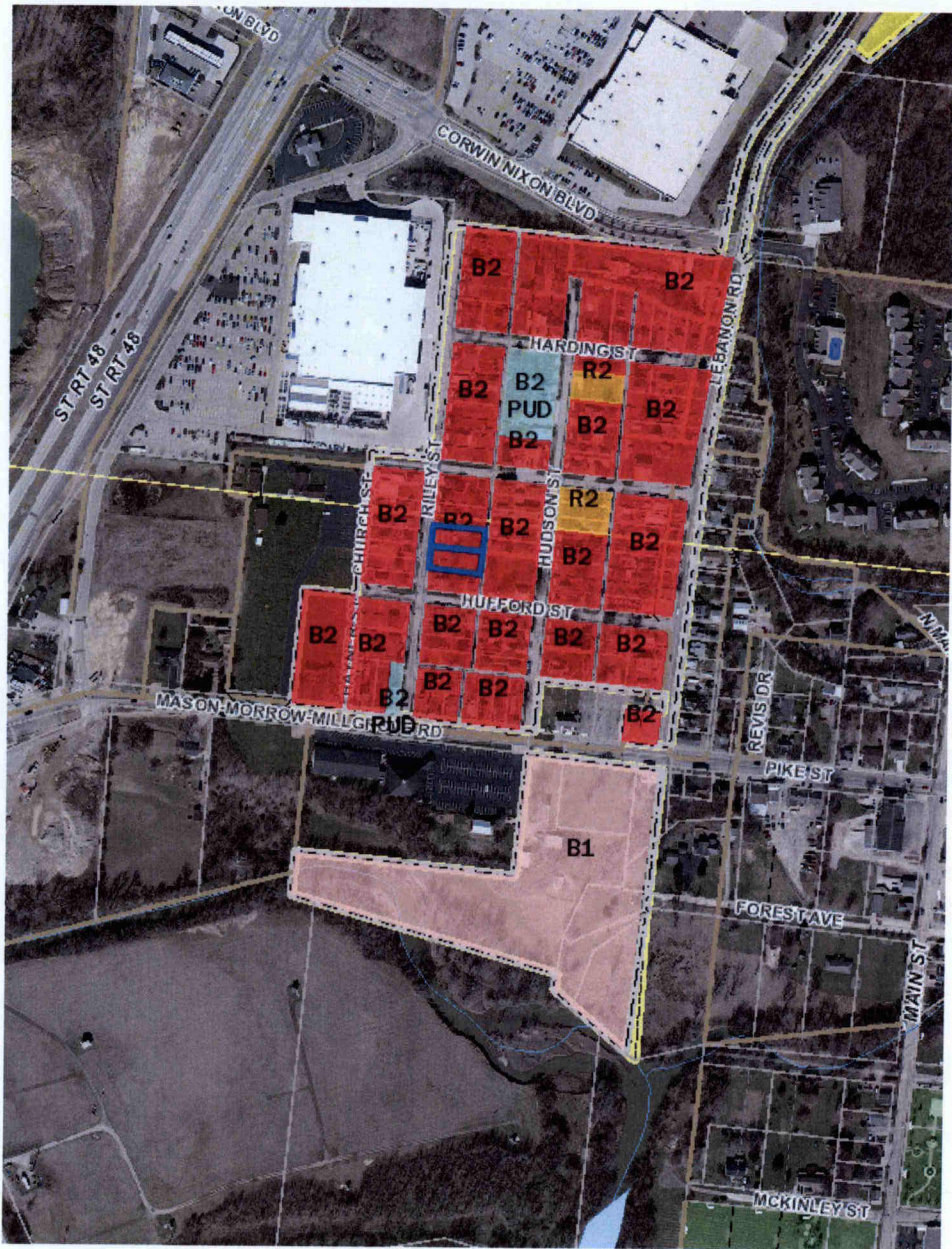 ON BLVD
CORWIN NIXON BLVD
B2
B2
LEBANON RD
ST RT 48
ST RT 48
HARDING ST
B2
B2
PUD
R2
B2
B2
B2
RILEY ST
CHURCH ST
HUDSON ST
B2
B2
B2
R2
B2
B2
HUFFORD ST
B2
B2
B2
B2
B2
B2
B2
B2
B2
PUD
B2
MASON-MORROW-MILLGR
RD
REVIS DR
PIKE ST
B1
FOREST AVE
MAIN ST
MCKINLEY ST